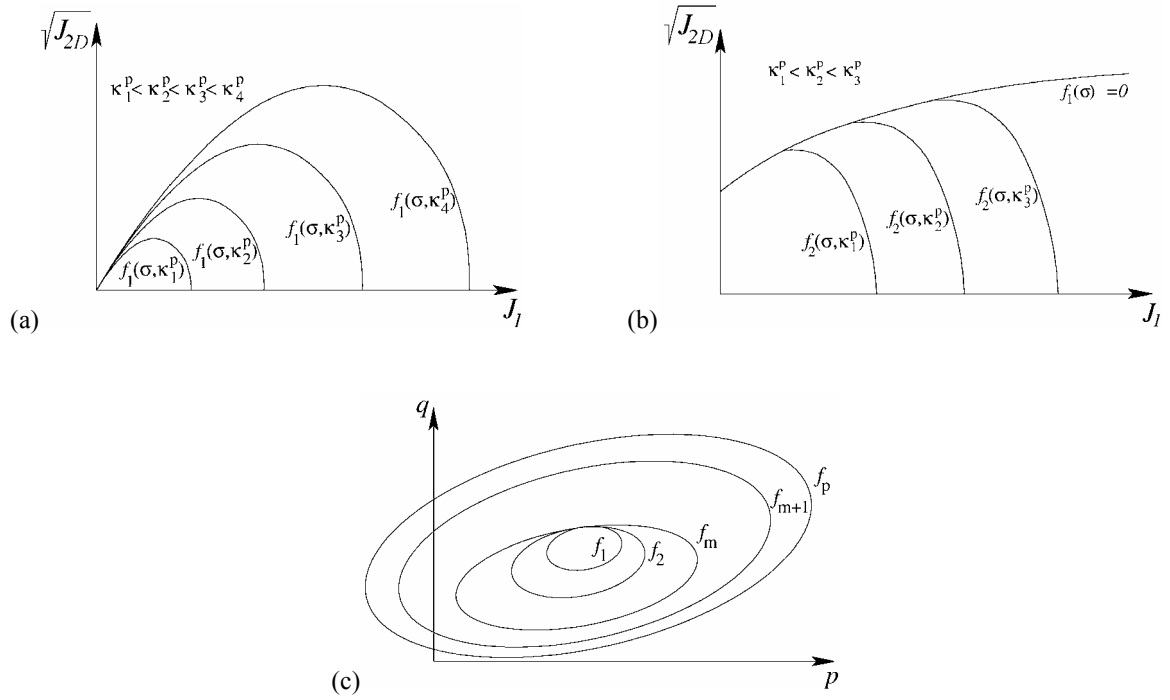 √J₂D
κ₁ᵖ< κ₂ᵖ< κ₃ᵖ< κ₄ᵖ
f₁(σ,κ₁ᵖ)
f₁(σ,κ₂ᵖ)
f₁(σ,κ₃ᵖ)
f₁(σ,κ₄ᵖ)
J₁
(a)
√J₂D
κ₁ᵖ< κ₂ᵖ< κ₃ᵖ
f₁(σ) =0
f₂(σ,κ₁ᵖ)
f₂(σ,κ₂ᵖ)
f₂(σ,κ₃ᵖ)
J₁
(b)
q
f₁
f₂
fₘ
fₘ₊₁
fₚ
p
(c)